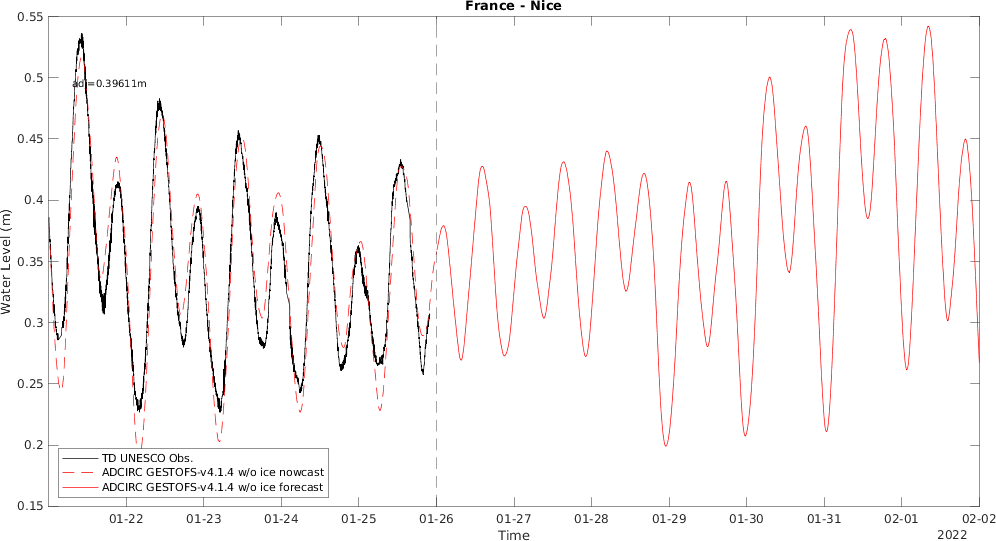 France - Nice
0.55
0.5
0.45
0.4
0.35
0.3
0.25
0.2
0.15
Water Level (m)
ad =0.39611m
TD UNESCO Obs.
ADCIRC GESTOFS-v4.1.4 w/o ice nowcast
ADCIRC GESTOFS-v4.1.4 w/o ice forecast
01-22 01-23 01-24 01-25 01-26 01-27 01-28 01-29 01-30 01-31 02-01 02-02
Time
2022